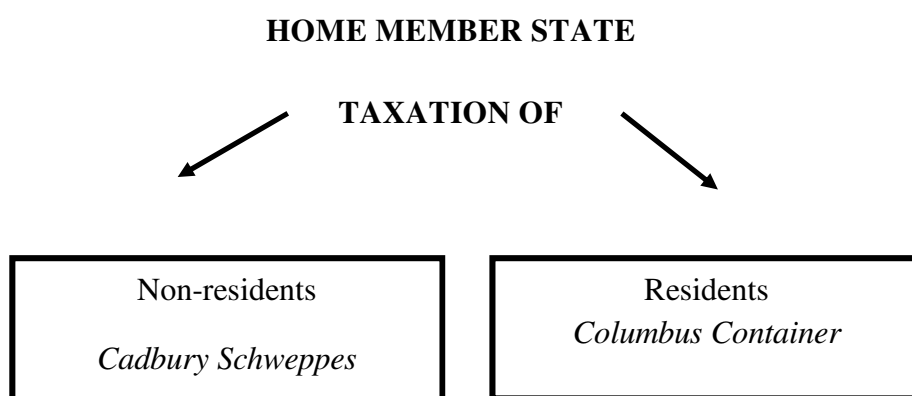 HOME MEMBER STATE
TAXATION OF
Non-residents
Cadbury Schweppes
Residents
Columbus Container